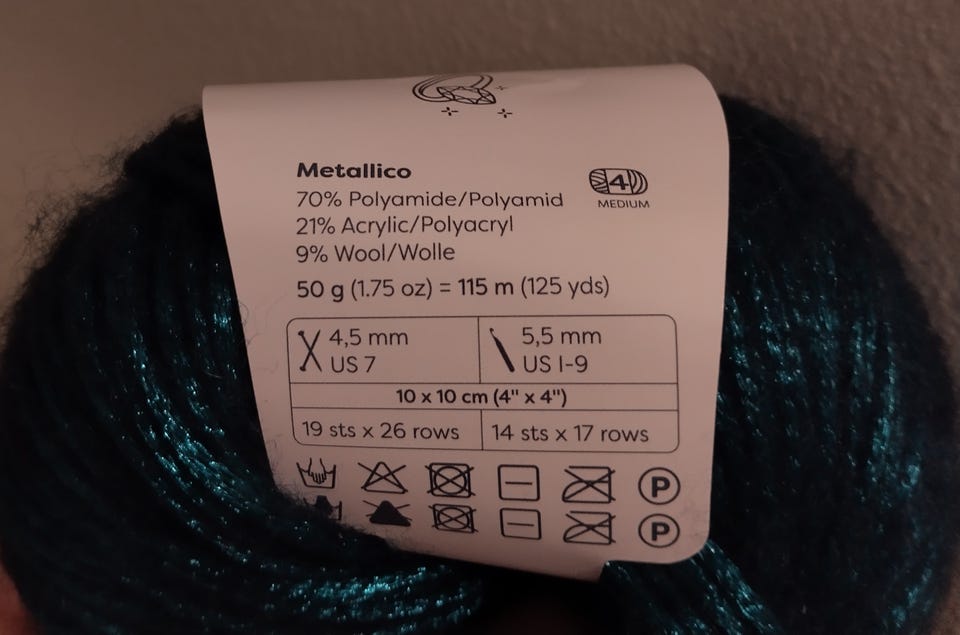 Metallico
70% Polyamide/Polyamid
21% Acrylic/Polyacryl
9% Wool/Wolle
4
MEDIUM
50 g (1.75 oz) = 115 m (125 yds)
4,5 mm
US 7
5,5 mm
US I-9
10 x 10 cm (4" x 4")
19 sts x 26 rows
14 sts x 17 rows
P
P